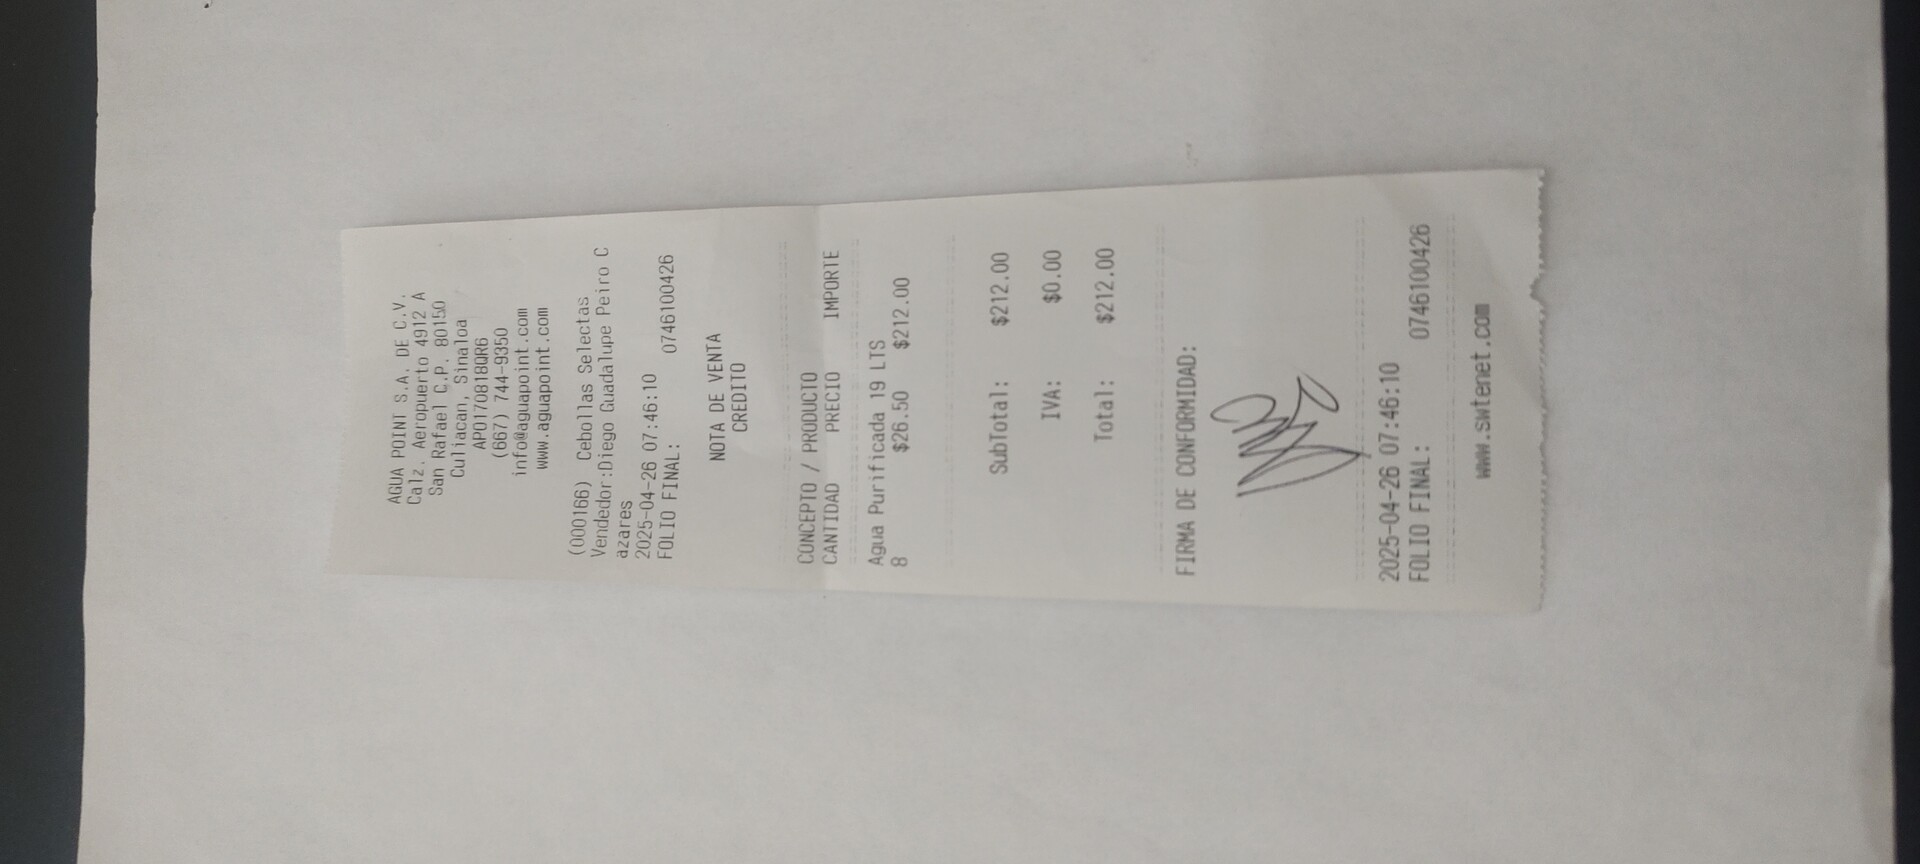 AGUA POINT S.A. DE C.V.
Calz. Aeropuerto 4912 A
San Rafael C.P. 80150
Culiacan, Sinaloa
APO170818QR6
(667) 744-9350
info@aguapoint.com
www.aguapoint.com
(000166) Cebollas Selectas
Vendedor:Diego Guadalupe Peiro C
azares
2025-04-26 07:46:10
FOLIO FINAL: 0746100426
NOTA DE VENTA
CREDITO
CONCEPTO / PRODUCTO
CANTIDAD PRECIO IMPORTE
Agua Purificada 19 LTS
8 $26.50 $212.00
SubTotal: $212.00
IVA: $0.00
Total: $212.00
FIRMA DE CONFORMIDAD:
2025-04-26 07:46:10
FOLIO FINAL: 0746100426
www.swtenet.com